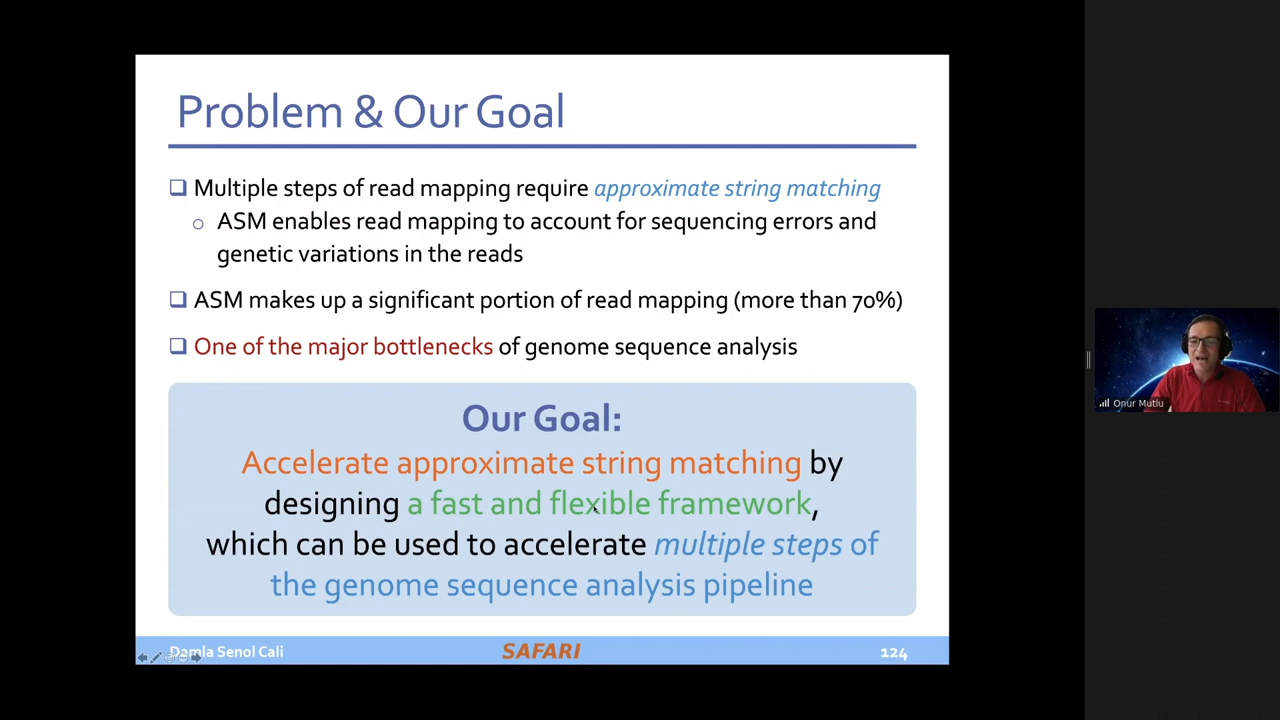 Problem & Our Goal
❑ Multiple steps of read mapping require approximate string matching
○ ASM enables read mapping to account for sequencing errors and
genetic variations in the reads
❑ ASM makes up a significant portion of read mapping (more than 70%)
❑ One of the major bottlenecks of genome sequence analysis
Our Goal:
Accelerate approximate string matching by
designing a fast and flexible framework,
which can be used to accelerate multiple steps of
the genome sequence analysis pipeline
Damla Senol Cali
SAFARI
124
Onur Mutlu